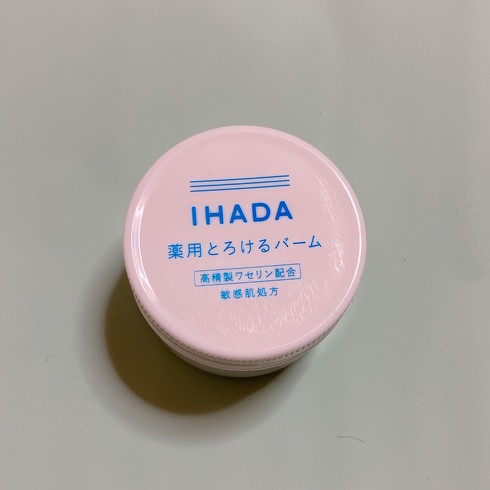 IHADA
薬用とろけるバーム
高精製ワセリン配合
敏感肌処方